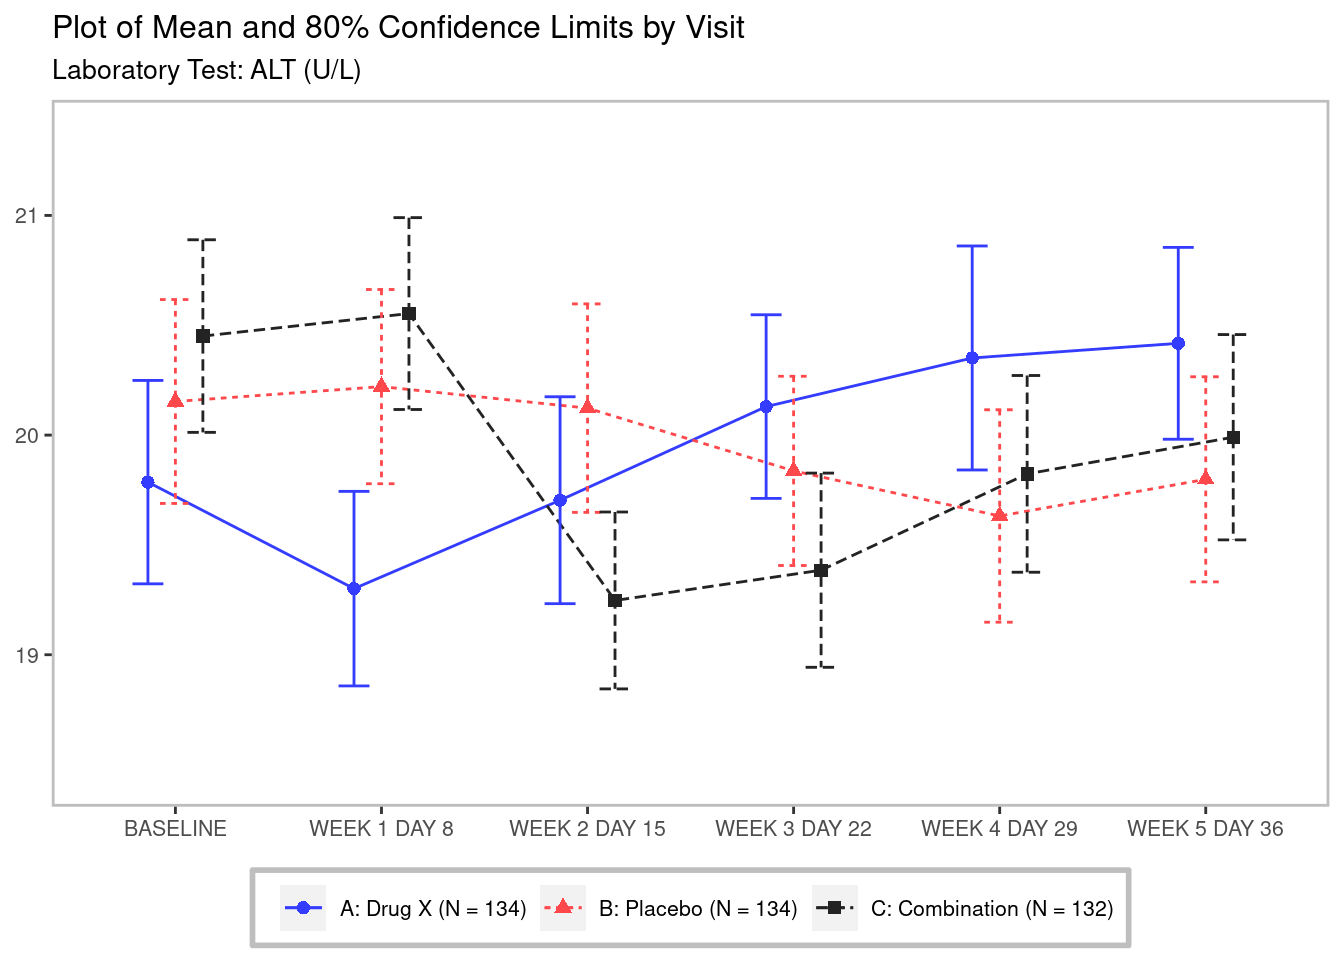 Plot of Mean and 80% Confidence Limits by Visit
Laboratory Test: ALT (U/L)
21
20
19
BASELINE WEEK 1 DAY 8 WEEK 2 DAY 15 WEEK 3 DAY 22 WEEK 4 DAY 29 WEEK 5 DAY 36
A: Drug X (N = 134) B: Placebo (N = 134) C: Combination (N = 132)